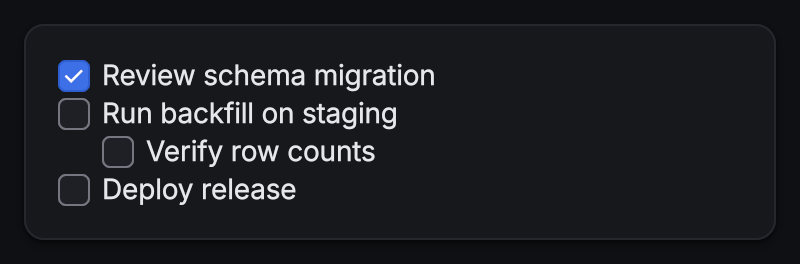 Review schema migration
Run backfill on staging
Verify row counts
Deploy release